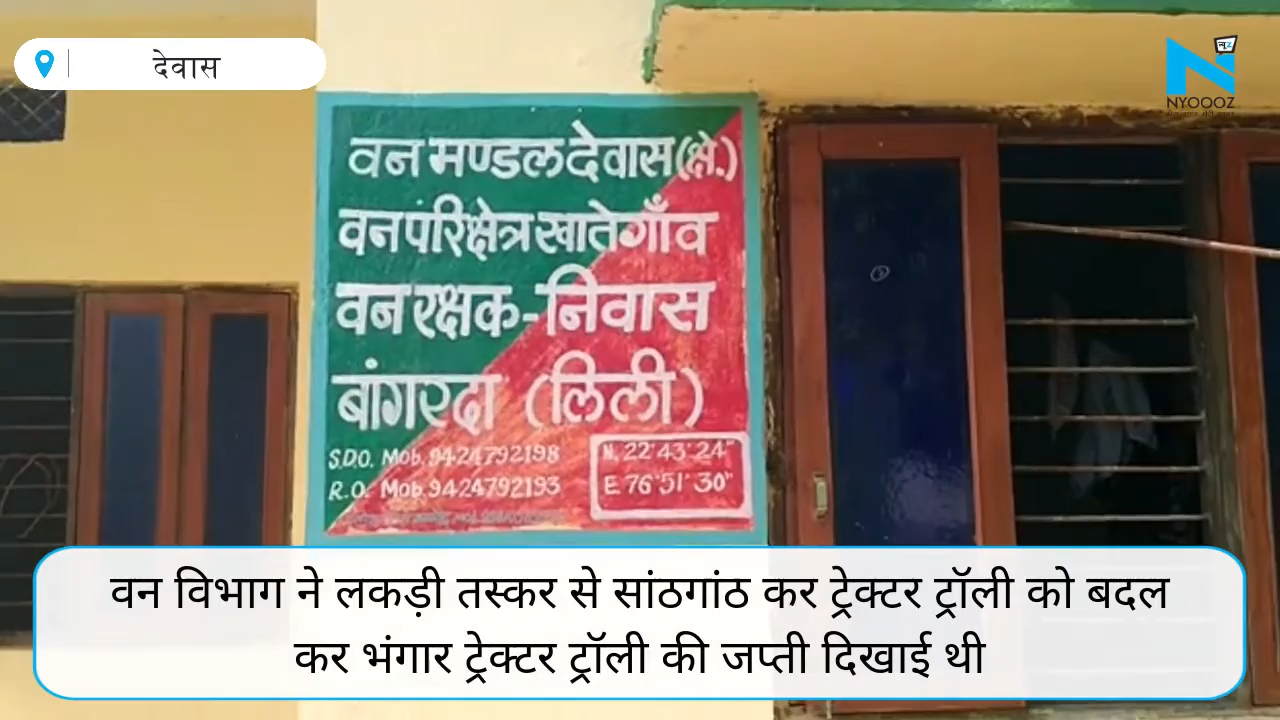 देवास
NYOOOZ
वन मण्डल देवास (क्षे.)
वन परिक्षेत्र खातेगाँव
वन रक्षक-निवास
बांगरदा (लिली)
S.D.O. Mob. 9424792198
R.O. Mob. 9424792193
N. 22°43'24"
E 76°51'30"
वन विभाग ने लकड़ी तस्कर से सांठगांठ कर ट्रेक्टर ट्रॉली को बदल
कर भंगार ट्रेक्टर ट्रॉली की जप्ती दिखाई थी